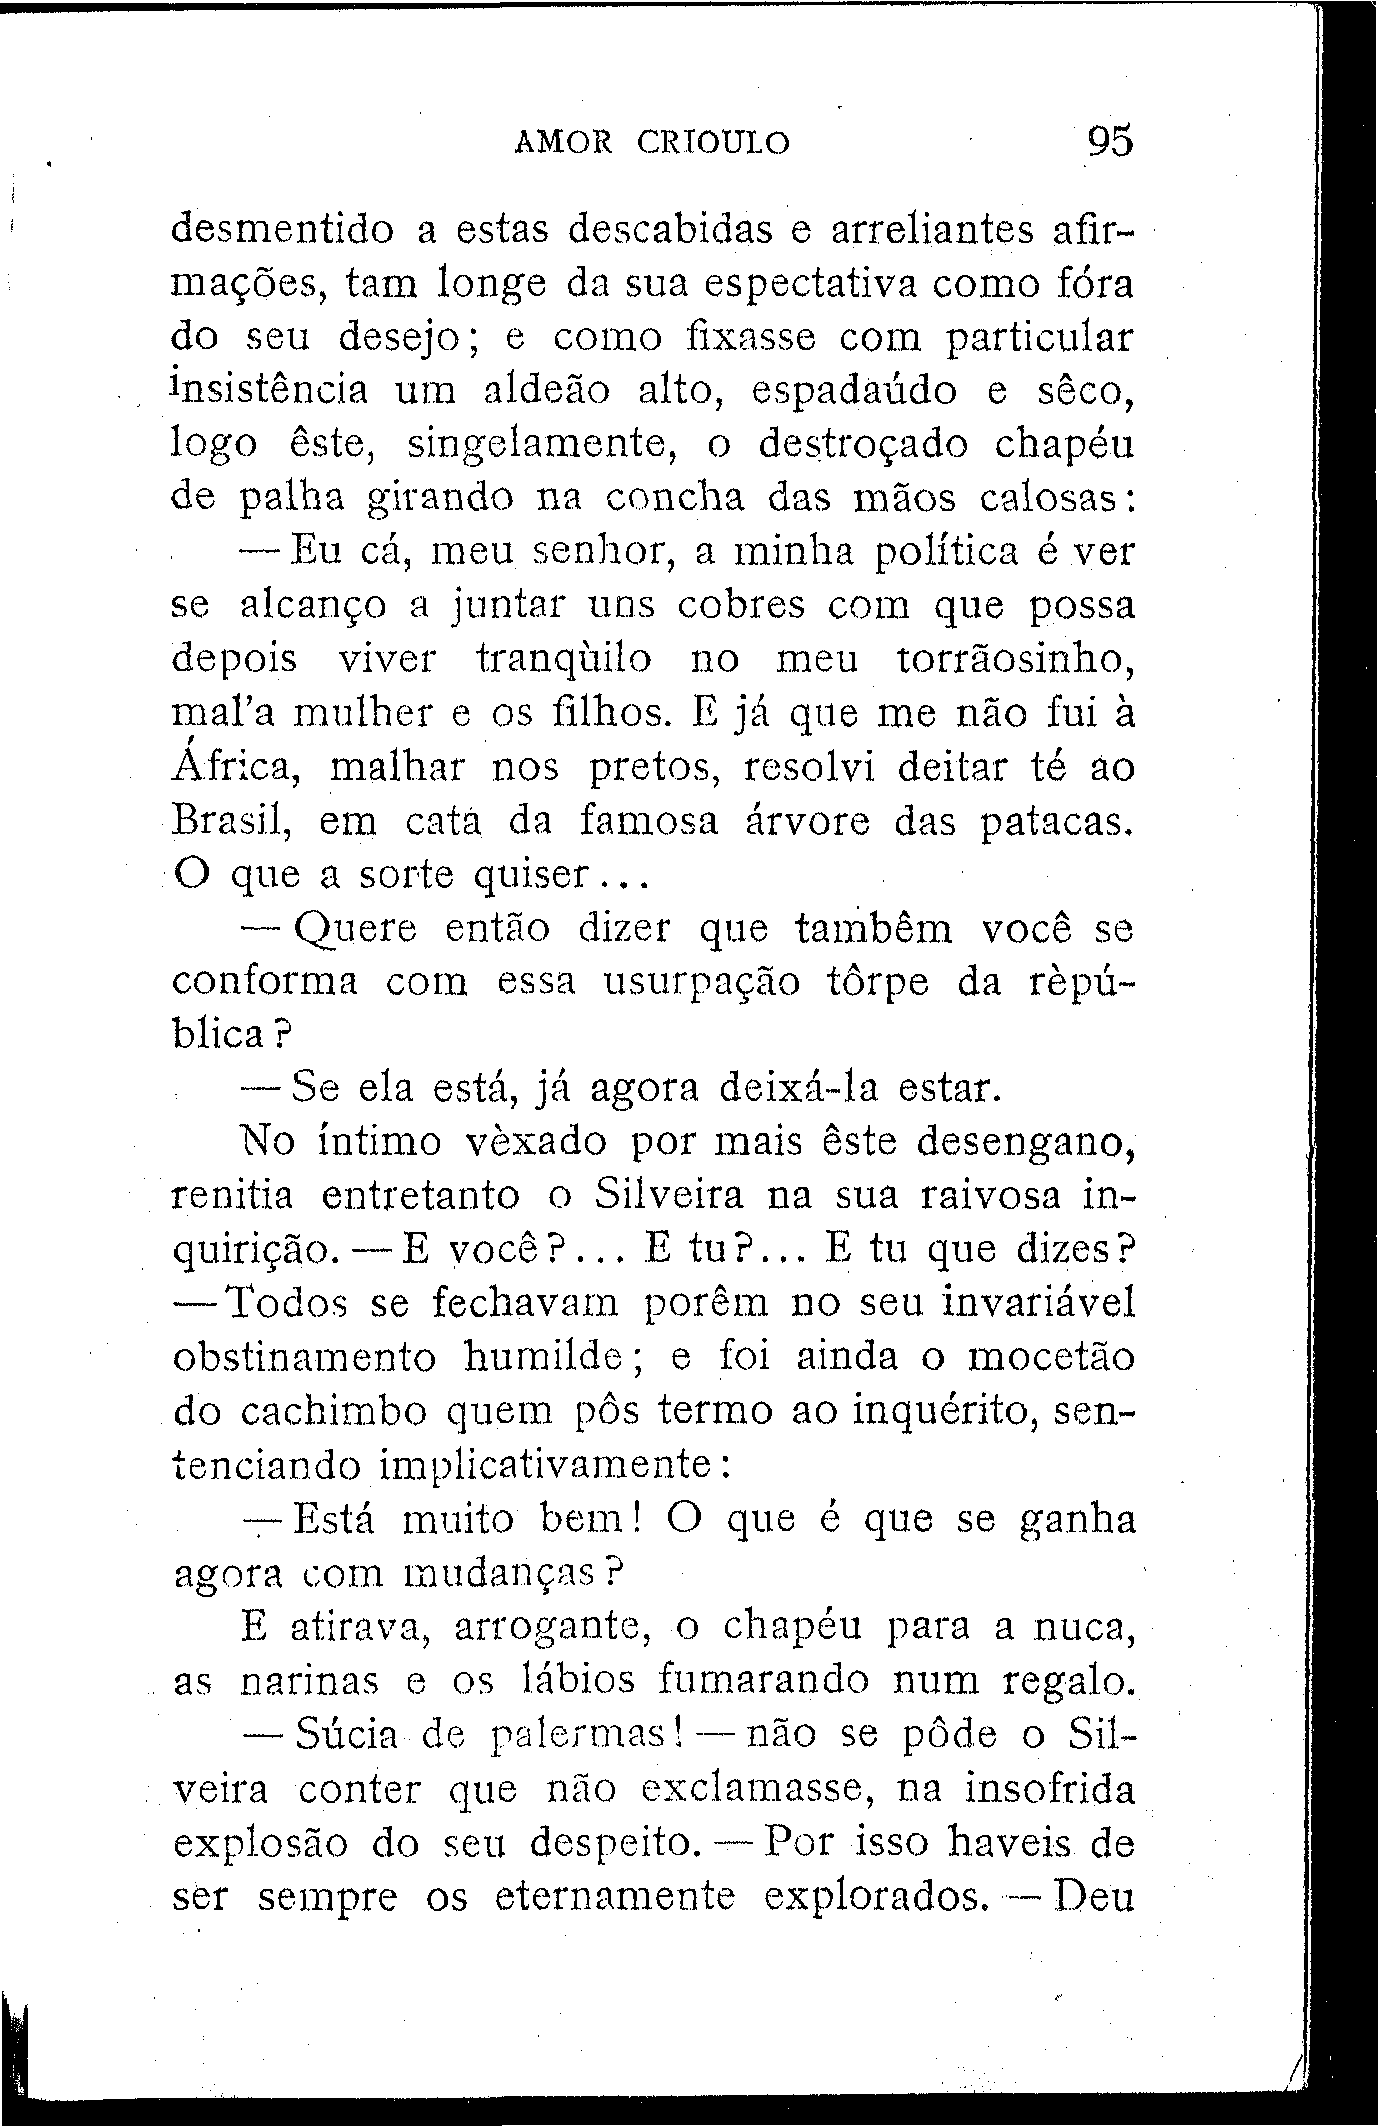 AMOR CRIOULO 95
desmentido a estas descabidas e arreliantes afir-
mações, tam longe da sua espectativa como fóra
do seu desejo; e como fixasse com particular
insistência um aldeão alto, espadaúdo e sêco,
logo êste, singelamente, o destroçado chapéu
de palha girando na concha das mãos calosas:
— Eu cá, meu senhor, a minha política é ver
se alcanço a juntar uns cobres com que possa
depois viver tranqùilo no meu torrãosinho,
mal'a mulher e os filhos. E já que me não fui à
África, malhar nos pretos, resolvi deitar té ao
Brasil, em cata da famosa árvore das patacas.
O que a sorte quiser...
— Quere então dizer que tambêm você se
conforma com essa usurpação tôrpe da rèpú-
blica?
— Se ela está, já agora deixá-la estar.
No íntimo vèxado por mais êste desengano,
renitia entretanto o Silveira na sua raivosa in-
quirição. — E você?... E tu?... E tu que dizes?
— Todos se fechavam porêm no seu invariável
obstinamento humilde; e foi ainda o mocetão
do cachimbo quem pôs termo ao inquérito, sen-
tenciando implicativamente:
— Está muito bem! O que é que se ganha
agora com mudanças?
E atirava, arrogante, o chapéu para a nuca,
as narinas e os lábios fumarando num regalo.
— Súcia de palermas! — não se pôde o Sil-
veira conter que não exclamasse, na insofrida
explosão do seu despeito. — Por isso haveis de
ser sempre os eternamente explorados. — Deu